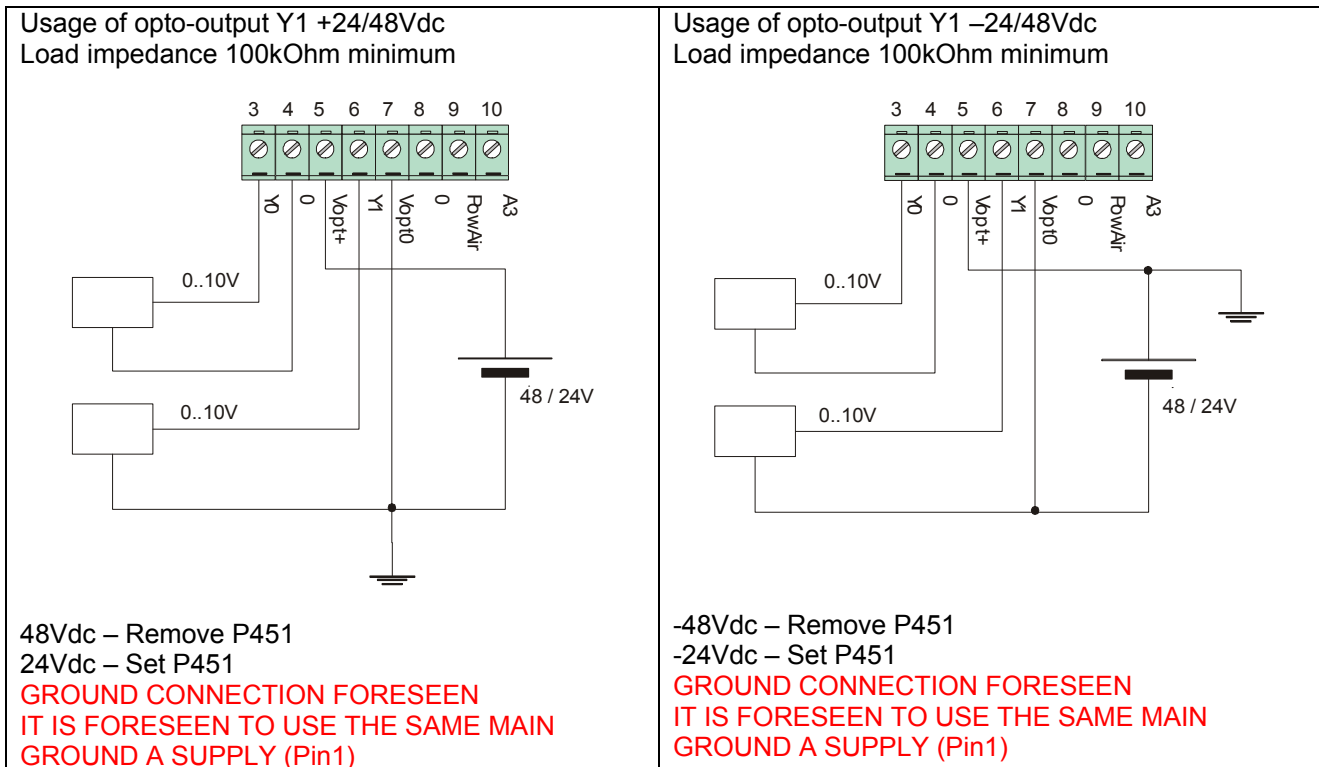 Usage of opto-output Y1 +24/48Vdc
Load impedance 100kOhm minimum
3 4 5 6 7 8 9 10
Y0 0 Vopt+ Y1 Vopt0 0 PowAir A3
0..10V
48 / 24V
0..10V
48Vdc – Remove P451
24Vdc – Set P451
GROUND CONNECTION FORESEEN
IT IS FORESEEN TO USE THE SAME MAIN
GROUND A SUPPLY (Pin1)
Usage of opto-output Y1 –24/48Vdc
Load impedance 100kOhm minimum
3 4 5 6 7 8 9 10
Y0 0 Vopt+ Y1 Vopt0 0 PowAir A3
0..10V
48 / 24V
0..10V
-48Vdc – Remove P451
-24Vdc – Set P451
GROUND CONNECTION FORESEEN
IT IS FORESEEN TO USE THE SAME MAIN
GROUND A SUPPLY (Pin1)